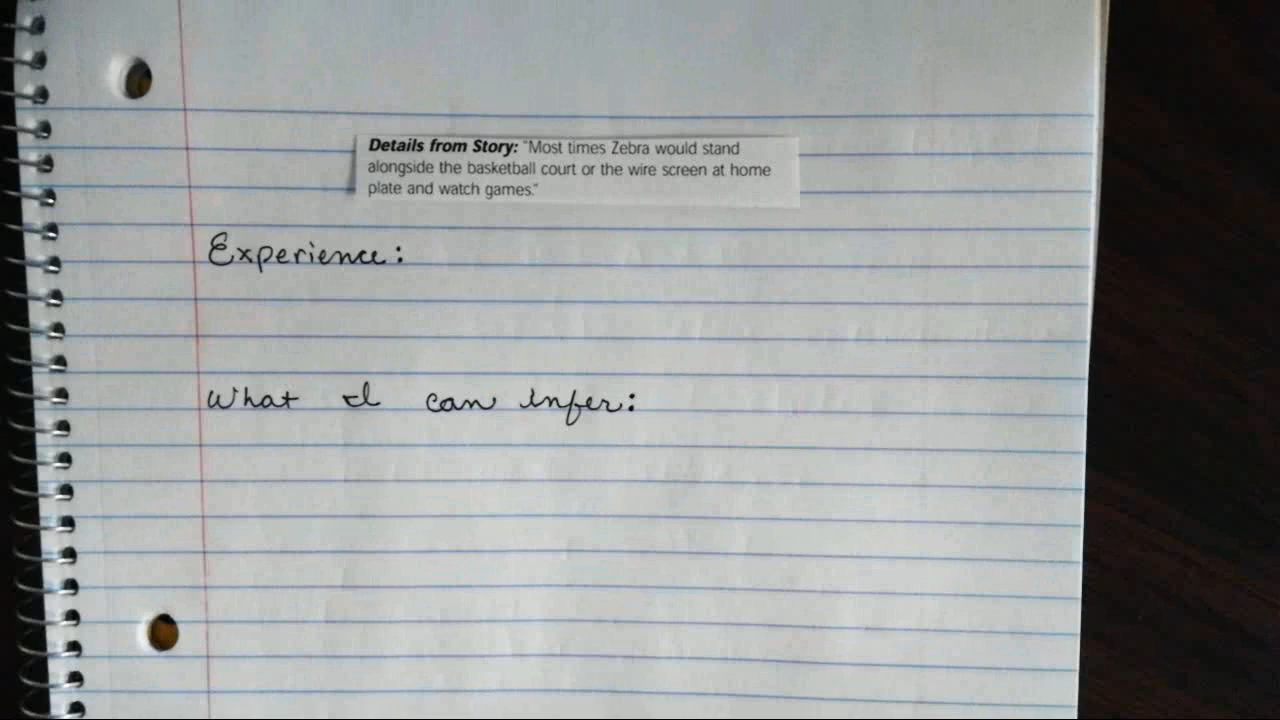 Details from Story: "Most times Zebra would stand
alongside the basketball court or the wire screen at home
plate and watch games."
Experience:
What I can infer: